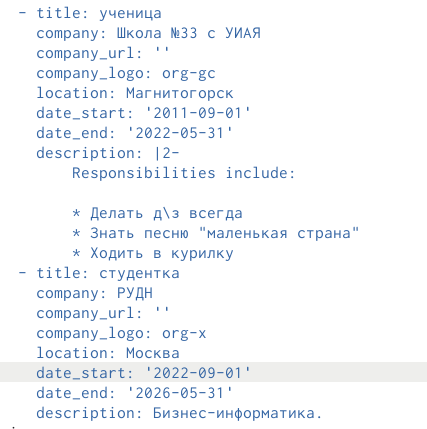 - title: ученица
company: Школа №33 с УИАЯ
company_url: ''
company_logo: org-gc
location: Магнитогорск
date_start: '2011-09-01'
date_end: '2022-05-31'
description: |2-
Responsibilities include:
* Делать д\з всегда
* Знать песню "маленькая страна"
* Ходить в курилку
- title: студентка
company: РУДН
company_url: ''
company_logo: org-x
location: Москва
date_start: '2022-09-01'
date_end: '2026-05-31'
description: Бизнес-информатика.